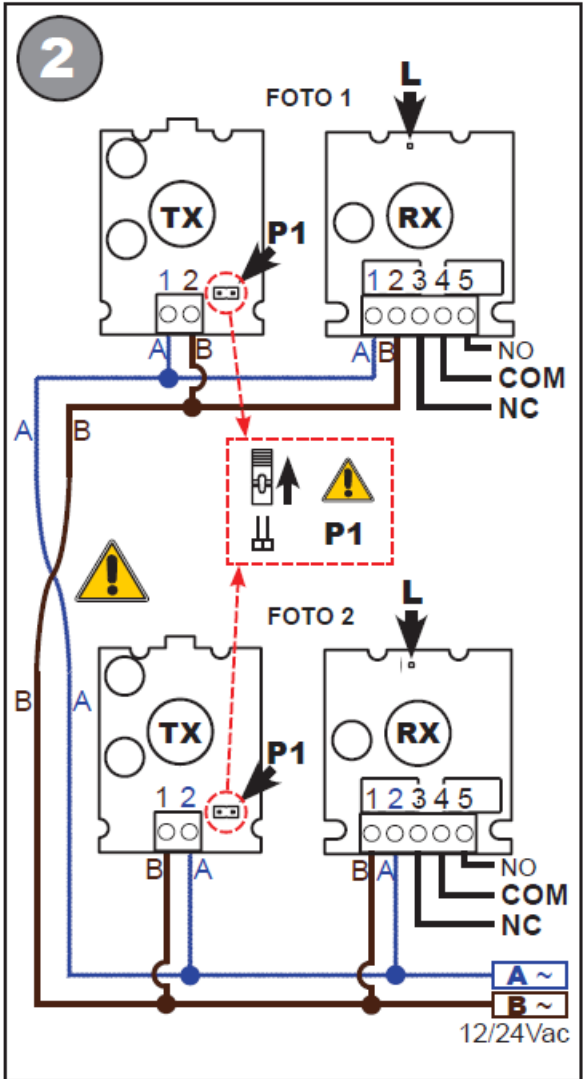 2
FOTO 1
L
TX
RX
P1
1 2
1 2 3 4 5
A B
A B
NO
COM
NC
A B
P1
FOTO 2
L
B A
TX
RX
P1
1 2
1 2 3 4 5
B A
B A
NO
COM
NC
A ~
B ~
12/24Vac